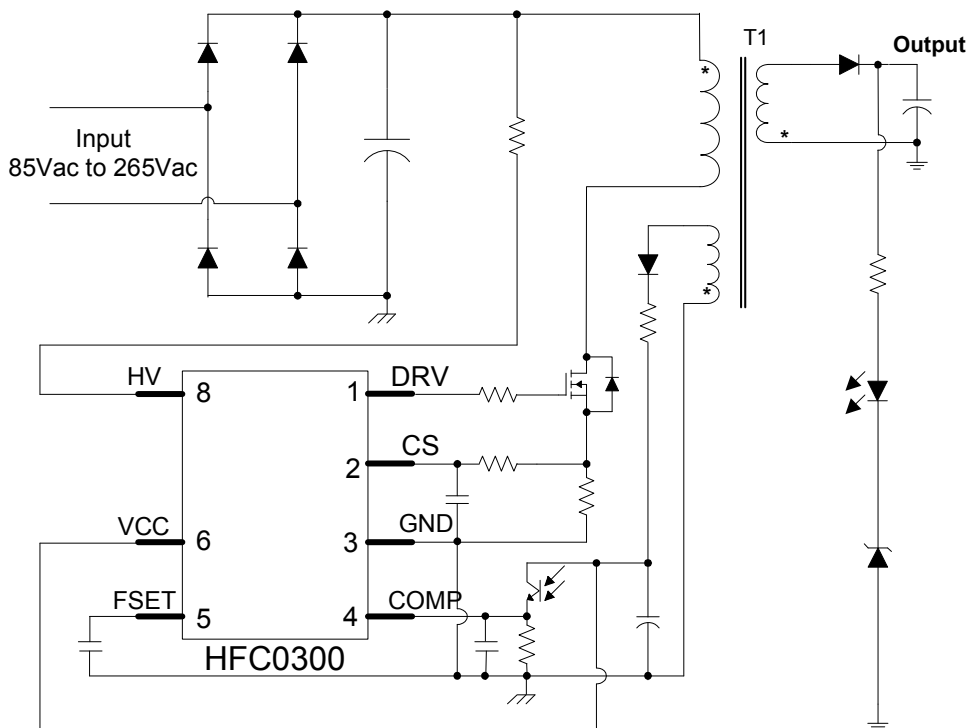 T1
Output
*
*
*
Input
85Vac to 265Vac
HV
8
1
DRV
2
CS
VCC
6
3
GND
FSET
5
4
COMP
HFC0300